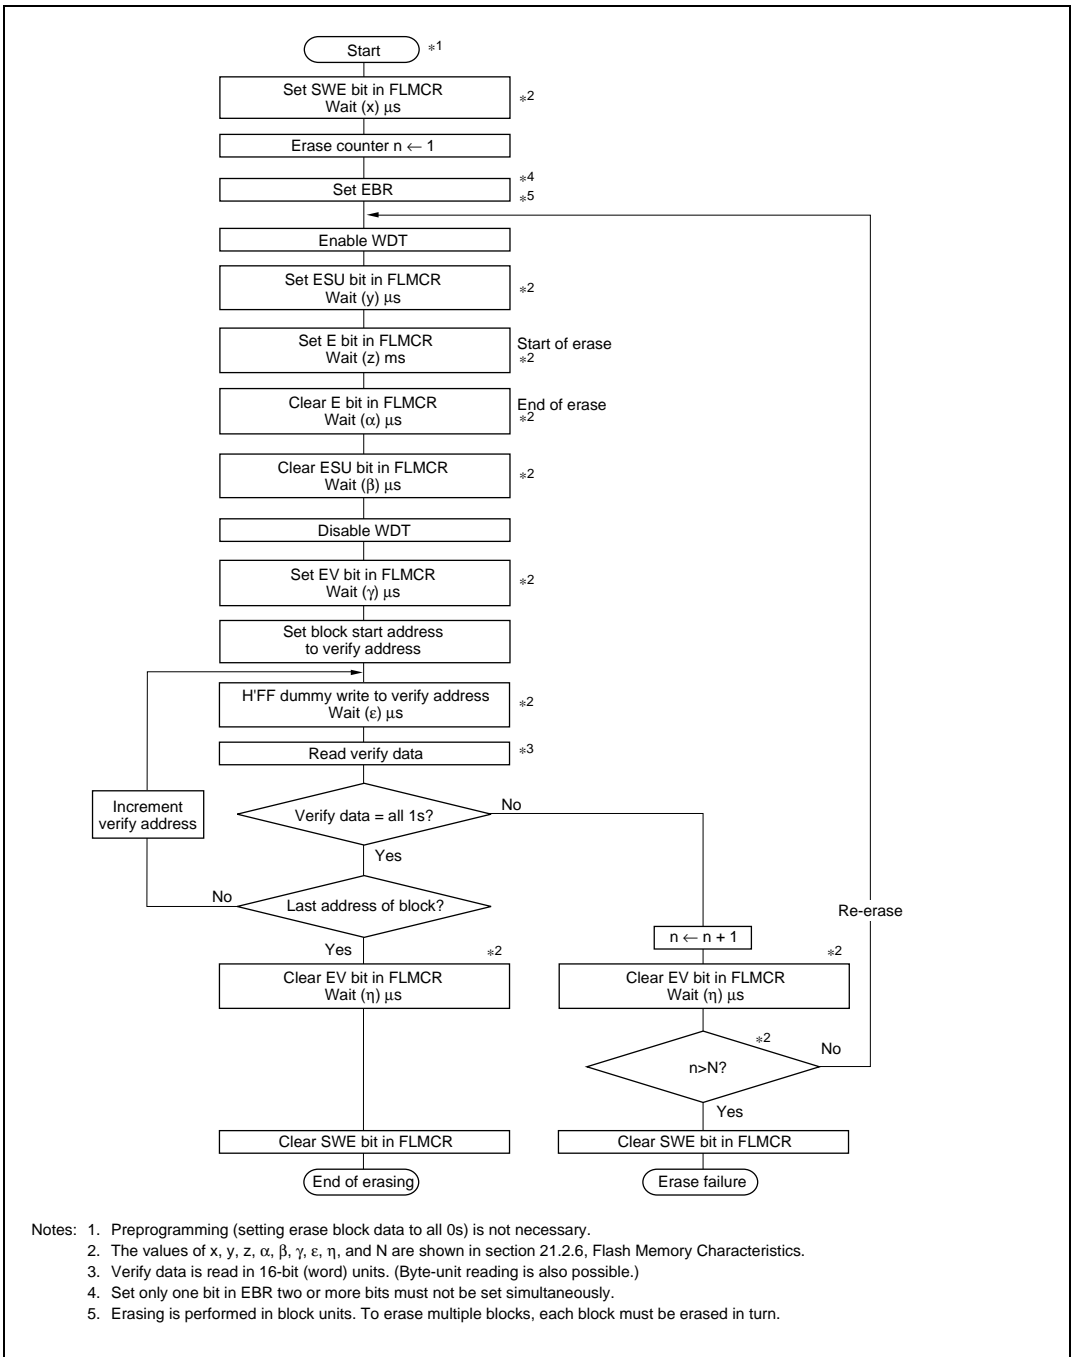 Start *1
Set SWE bit in FLMCR
Wait (x) μs
*2
Erase counter n ← 1
Set EBR
*4
*5
Enable WDT
Set ESU bit in FLMCR
Wait (y) μs
*2
Set E bit in FLMCR
Wait (z) ms
Start of erase
*2
Clear E bit in FLMCR
Wait (α) μs
End of erase
*2
Clear ESU bit in FLMCR
Wait (β) μs
*2
Disable WDT
Set EV bit in FLMCR
Wait (γ) μs
*2
Set block start address
to verify address
H'FF dummy write to verify address
Wait (ε) μs
*2
Read verify data
*3
Increment
verify address
Verify data = all 1s?
No
Yes
Last address of block?
No
Yes
*2
Clear EV bit in FLMCR
Wait (η) μs
Re-erase
n ← n + 1
*2
Clear EV bit in FLMCR
Wait (η) μs
*2
n>N?
No
Yes
Clear SWE bit in FLMCR
End of erasing
Clear SWE bit in FLMCR
Erase failure
Notes: 1. Preprogramming (setting erase block data to all 0s) is not necessary.
2. The values of x, y, z, α, β, γ, ε, η, and N are shown in section 21.2.6, Flash Memory Characteristics.
3. Verify data is read in 16-bit (word) units. (Byte-unit reading is also possible.)
4. Set only one bit in EBR two or more bits must not be set simultaneously.
5. Erasing is performed in block units. To erase multiple blocks, each block must be erased in turn.